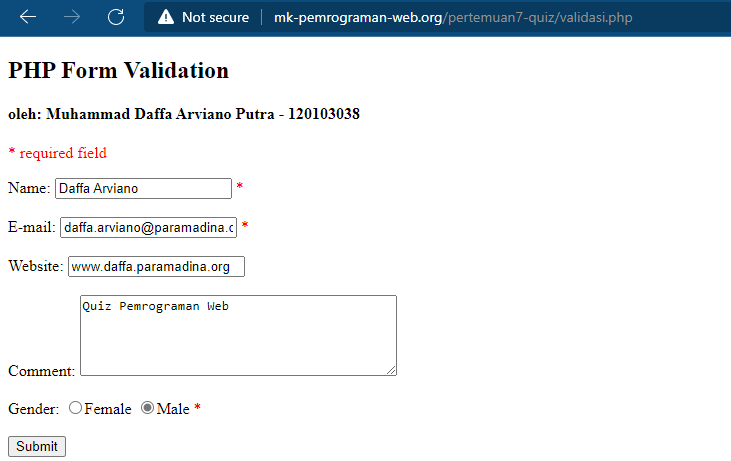 Not secure mk-pemrograman-web.org/pertemuan7-quiz/validasi.php
PHP Form Validation
oleh: Muhammad Daffa Arviano Putra - 120103038
* required field
Name: Daffa Arviano *
E-mail: daffa.arviano@paramadina.c *
Website: www.daffa.paramadina.org
Quiz Pemrograman Web
Comment:
Gender: Female Male *
Submit